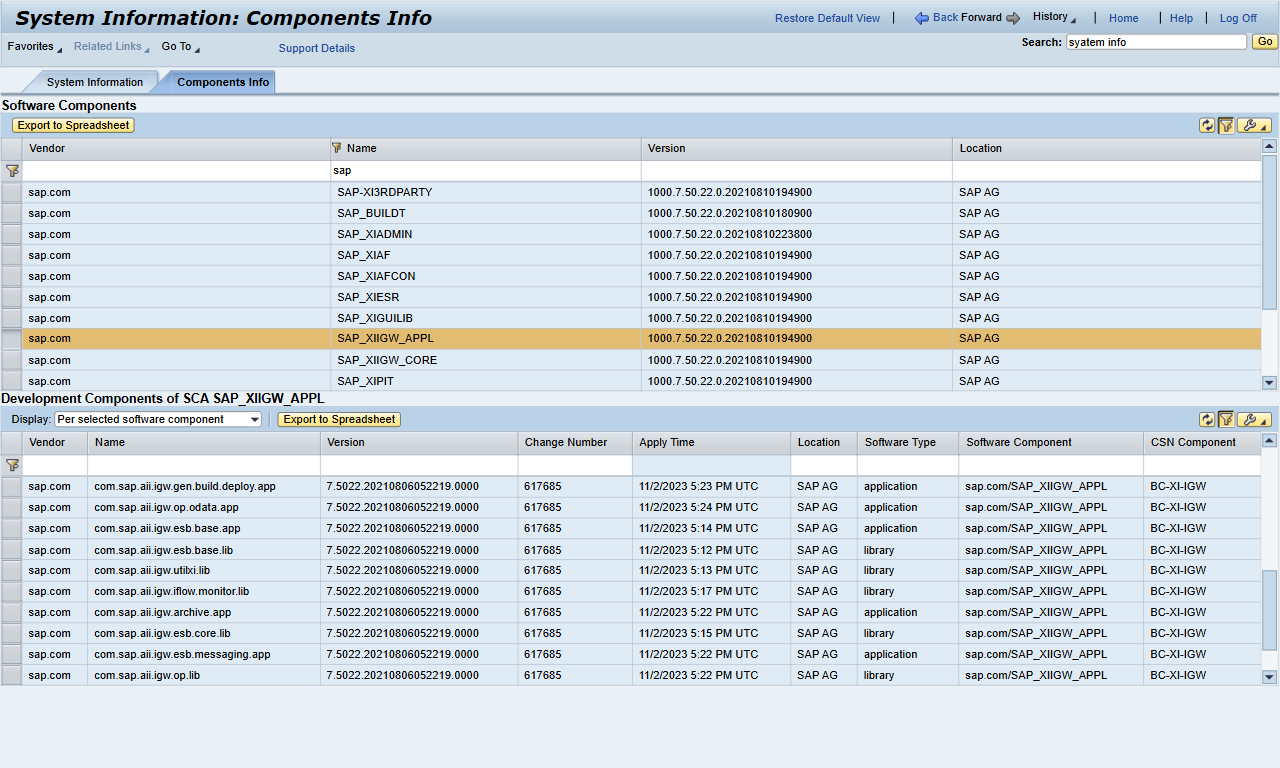 System Information: Components Info
Restore Default View | Back Forward History | Home | Help | Log Off
Favorites Related Links Go To Support Details Search: syatem info Go
System Information Components Info
Software Components
Export to Spreadsheet
Vendor Name Version Location
sap
sap.com SAP-XI3RDPARTY 1000.7.50.22.0.20210810194900 SAP AG
sap.com SAP_BUILDT 1000.7.50.22.0.20210810180900 SAP AG
sap.com SAP_XIADMIN 1000.7.50.22.0.20210810223800 SAP AG
sap.com SAP_XIAF 1000.7.50.22.0.20210810194900 SAP AG
sap.com SAP_XIAFCON 1000.7.50.22.0.20210810194900 SAP AG
sap.com SAP_XIESR 1000.7.50.22.0.20210810194900 SAP AG
sap.com SAP_XIGUILIB 1000.7.50.22.0.20210810194900 SAP AG
sap.com SAP_XIIGW_APPL 1000.7.50.22.0.20210810194900 SAP AG
sap.com SAP_XIIGW_CORE 1000.7.50.22.0.20210810194900 SAP AG
sap.com SAP_XIPIT 1000.7.50.22.0.20210810194900 SAP AG
Development Components of SCA SAP_XIIGW_APPL
Display: Per selected software component Export to Spreadsheet
Vendor Name Version Change Number Apply Time Location Software Type Software Component CSN Component
sap.com com.sap.aii.igw.gen.build.deploy.app 7.5022.20210806052219.0000 617685 11/2/2023 5:23 PM UTC SAP AG application sap.com/SAP_XIIGW_APPL BC-XI-IGW
sap.com com.sap.aii.igw.op.odata.app 7.5022.20210806052219.0000 617685 11/2/2023 5:24 PM UTC SAP AG application sap.com/SAP_XIIGW_APPL BC-XI-IGW
sap.com com.sap.aii.igw.esb.base.app 7.5022.20210806052219.0000 617685 11/2/2023 5:14 PM UTC SAP AG application sap.com/SAP_XIIGW_APPL BC-XI-IGW
sap.com com.sap.aii.igw.esb.base.lib 7.5022.20210806052219.0000 617685 11/2/2023 5:12 PM UTC SAP AG library sap.com/SAP_XIIGW_APPL BC-XI-IGW
sap.com com.sap.aii.igw.utilxi.lib 7.5022.20210806052219.0000 617685 11/2/2023 5:13 PM UTC SAP AG library sap.com/SAP_XIIGW_APPL BC-XI-IGW
sap.com com.sap.aii.igw.iflow.monitor.lib 7.5022.20210806052219.0000 617685 11/2/2023 5:17 PM UTC SAP AG library sap.com/SAP_XIIGW_APPL BC-XI-IGW
sap.com com.sap.aii.igw.archive.app 7.5022.20210806052219.0000 617685 11/2/2023 5:22 PM UTC SAP AG application sap.com/SAP_XIIGW_APPL BC-XI-IGW
sap.com com.sap.aii.igw.esb.core.lib 7.5022.20210806052219.0000 617685 11/2/2023 5:15 PM UTC SAP AG library sap.com/SAP_XIIGW_APPL BC-XI-IGW
sap.com com.sap.aii.igw.esb.messaging.app 7.5022.20210806052219.0000 617685 11/2/2023 5:22 PM UTC SAP AG application sap.com/SAP_XIIGW_APPL BC-XI-IGW
sap.com com.sap.aii.igw.op.lib 7.5022.20210806052219.0000 617685 11/2/2023 5:22 PM UTC SAP AG library sap.com/SAP_XIIGW_APPL BC-XI-IGW